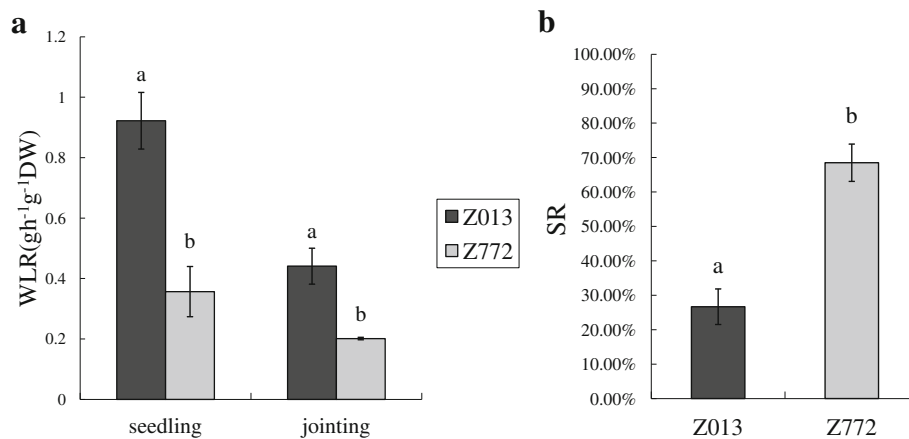 a
1.2
1
0.8
0.6
0.4
0.2
0
WLR(gh⁻¹g⁻¹DW)
a
b
a
b
seedling
jointing
Z013
Z772
b
100.00%
90.00%
80.00%
70.00%
60.00%
50.00%
40.00%
30.00%
20.00%
10.00%
0.00%
SR
a
b
Z013
Z772